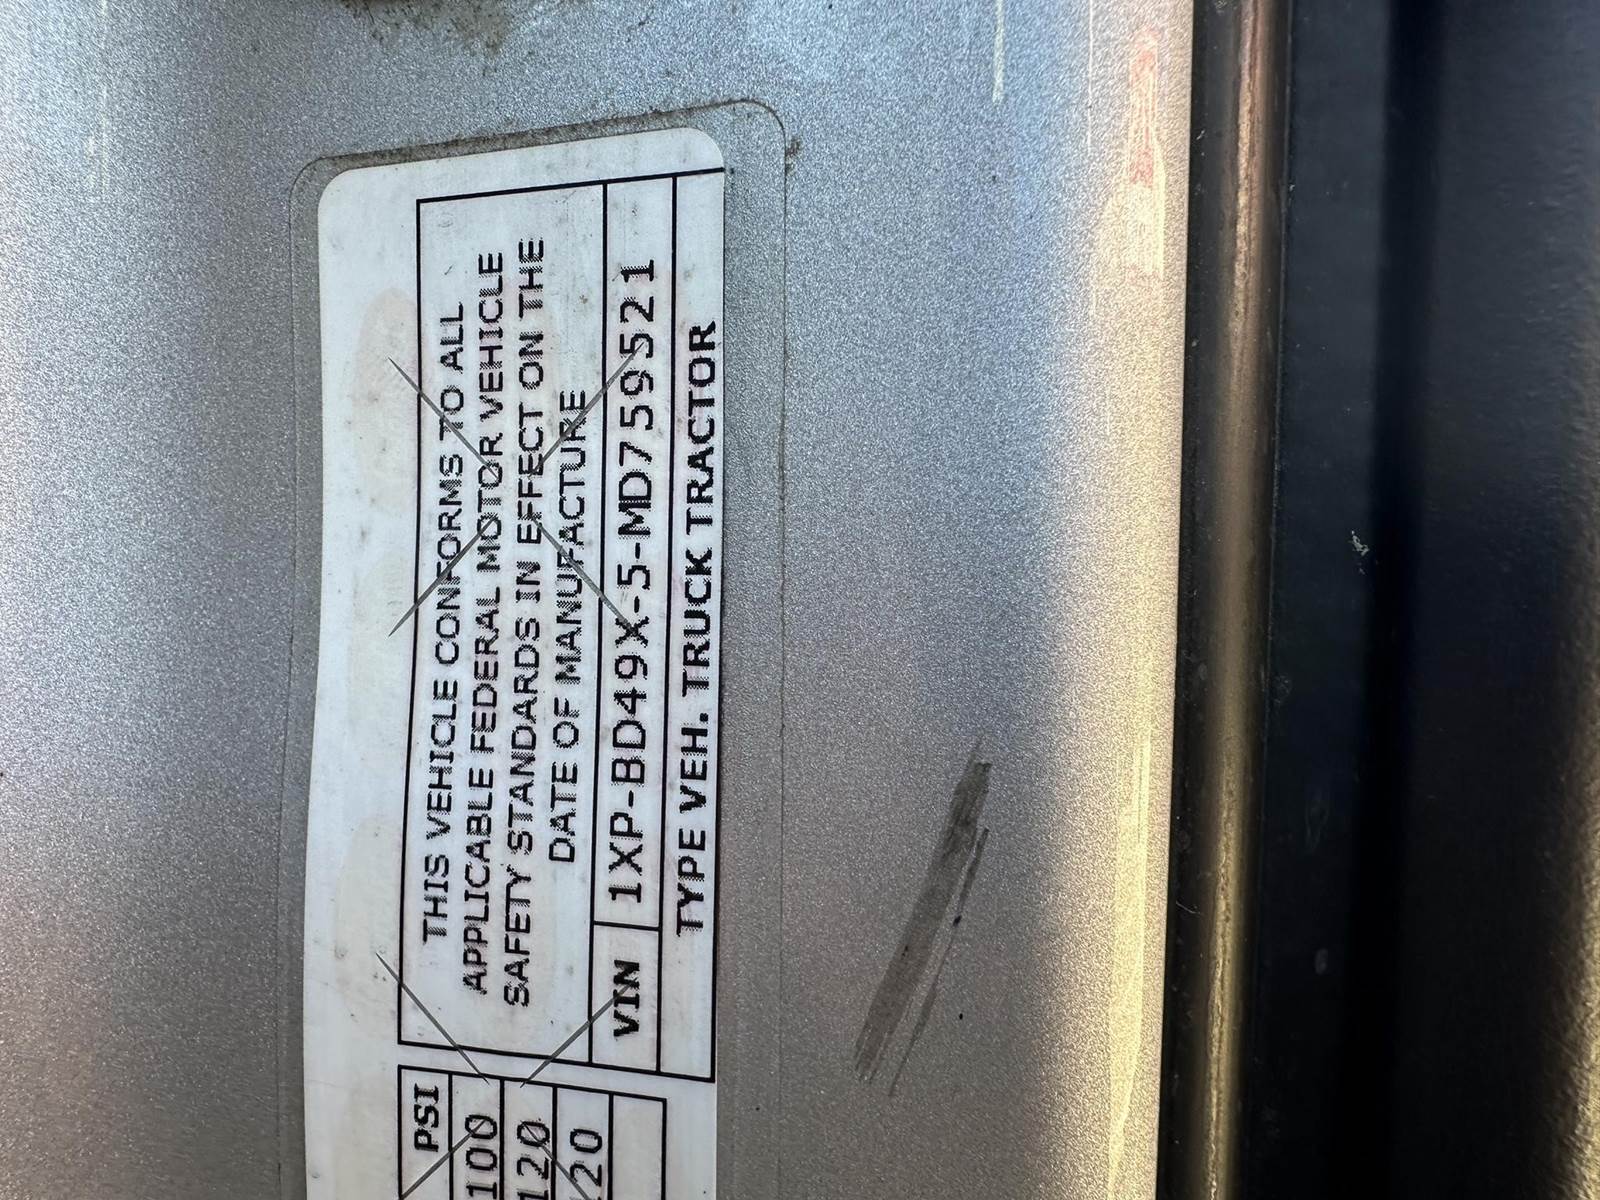 THIS VEHICLE CONFORMS TO ALL
APPLICABLE FEDERAL MOTOR VEHICLE
SAFETY STANDARDS IN EFFECT ON THE
DATE OF MANUFACTURE
VIN 1XP-BD49X-5-MD759521
TYPE VEH. TRUCK TRACTOR
PSI
100
120
120